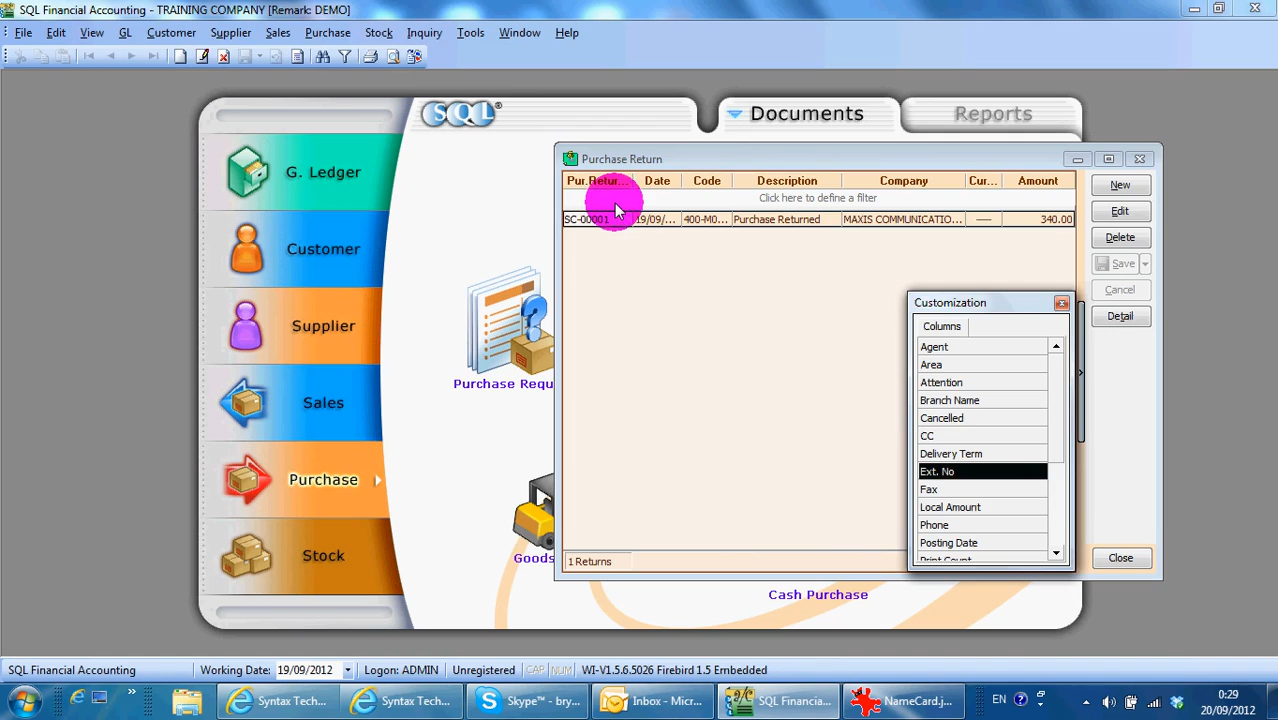 SQL Financial Accounting - TRAINING COMPANY [Remark: DEMO]
File Edit View GL Customer Supplier Sales Purchase Stock Inquiry Tools Window Help
SQL®
Documents
Reports
G. Ledger
Customer
Supplier
Sales
Purchase
Stock
Purchase Requ
Goods
Cash Purchase
Purchase Return
Pur.Retur... Date Code Description Company Cur... Amount
Click here to define a filter
SC-00001 19/09/... 400-M0... Purchase Returned MAXIS COMMUNICATIO... ---- 340.00
1 Returns
New
Edit
Delete
Save
Cancel
Detail
Close
Customization
Columns
Agent
Area
Attention
Branch Name
Cancelled
CC
Delivery Term
Ext. No
Fax
Local Amount
Phone
Posting Date
Print Count
SQL Financial Accounting Working Date: 19/09/2012 Logon: ADMIN Unregistered CAP NUM WI-V1.5.6.5026 Firebird 1.5 Embedded
Syntax Tech... Syntax Tech... Skype™ - bry... Inbox - Micr... SQL Financia... NameCard.j... EN 0:29
20/09/2012